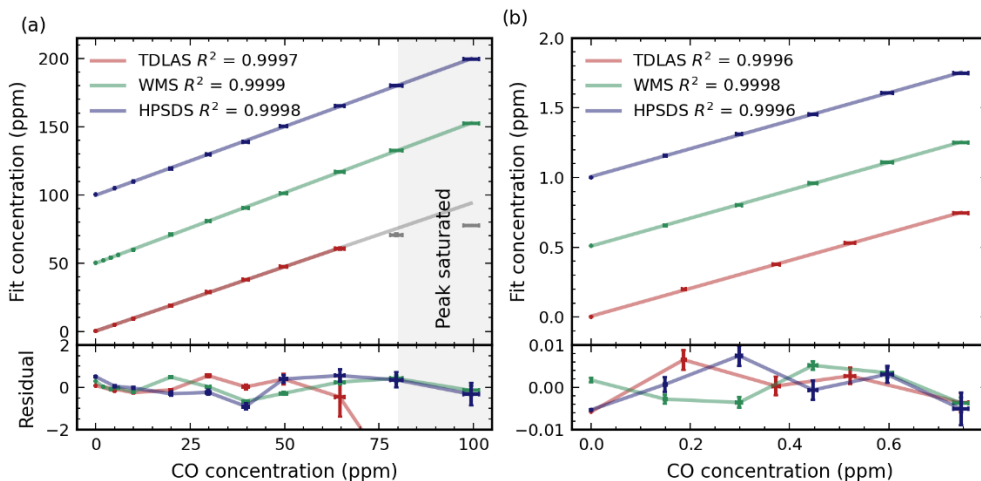 (a)
TDLAS R² = 0.9997
WMS R² = 0.9999
HPSDS R² = 0.9998
Peak saturated
Fit concentration (ppm)
200
150
100
50
0
Residual
2
0
−2
0
25
50
75
100
CO concentration (ppm)
(b)
TDLAS R² = 0.9996
WMS R² = 0.9998
HPSDS R² = 0.9996
Fit concentration (ppm)
2.0
1.5
1.0
0.5
0.0
0.01
0.00
−0.01
0.0
0.2
0.4
0.6
CO concentration (ppm)